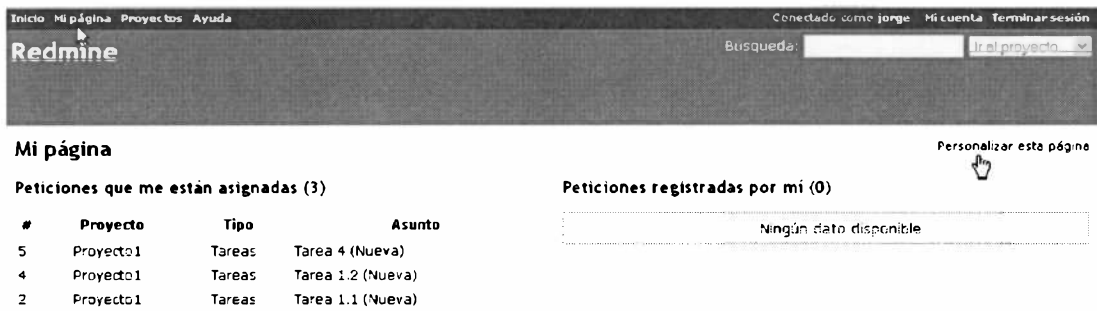 Inicio Mi página Proyectos Ayuda
Conectado como jorge Mi cuenta Terminar sesión
Redmine
Búsqueda: Ir al proyecto
Mi página
Personalizar esta página
Peticiones que me están asignadas (3)
# Proyecto Tipo Asunto
5 Proyecto1 Tareas Tarea 4 (Nueva)
4 Proyecto1 Tareas Tarea 1.2 (Nueva)
2 Proyecto1 Tareas Tarea 1.1 (Nueva)
Peticiones registradas por mí (0)
Ningún dato disponible